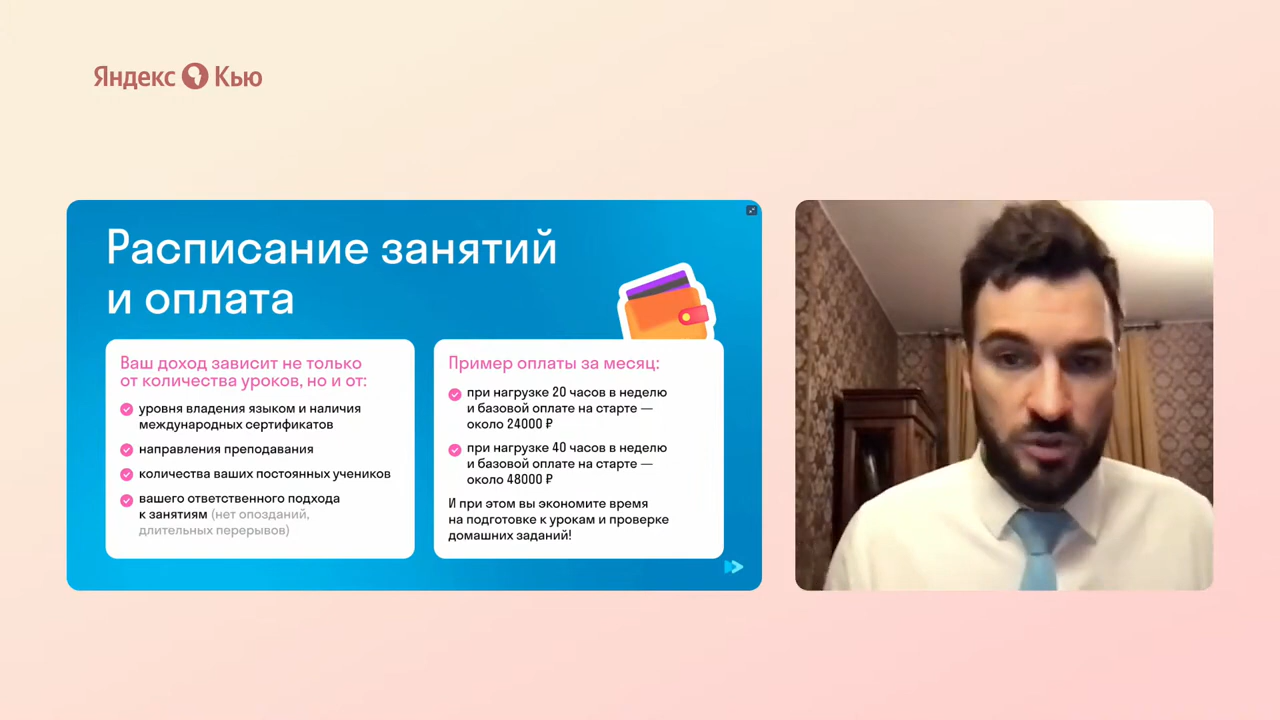 Яндекс Кью
Расписание занятий
и оплата
Ваш доход зависит не только
от количества уроков, но и от:
уровня владения языком и наличия
международных сертификатов
направления преподавания
количества ваших постоянных учеников
вашего ответственного подхода
к занятиям (нет опозданий,
длительных перерывов)
Пример оплаты за месяц:
при нагрузке 20 часов в неделю
и базовой оплате на старте —
около 24000 ₽
при нагрузке 40 часов в неделю
и базовой оплате на старте —
около 48000 ₽
И при этом вы экономите время
на подготовке к урокам и проверке
домашних заданий!